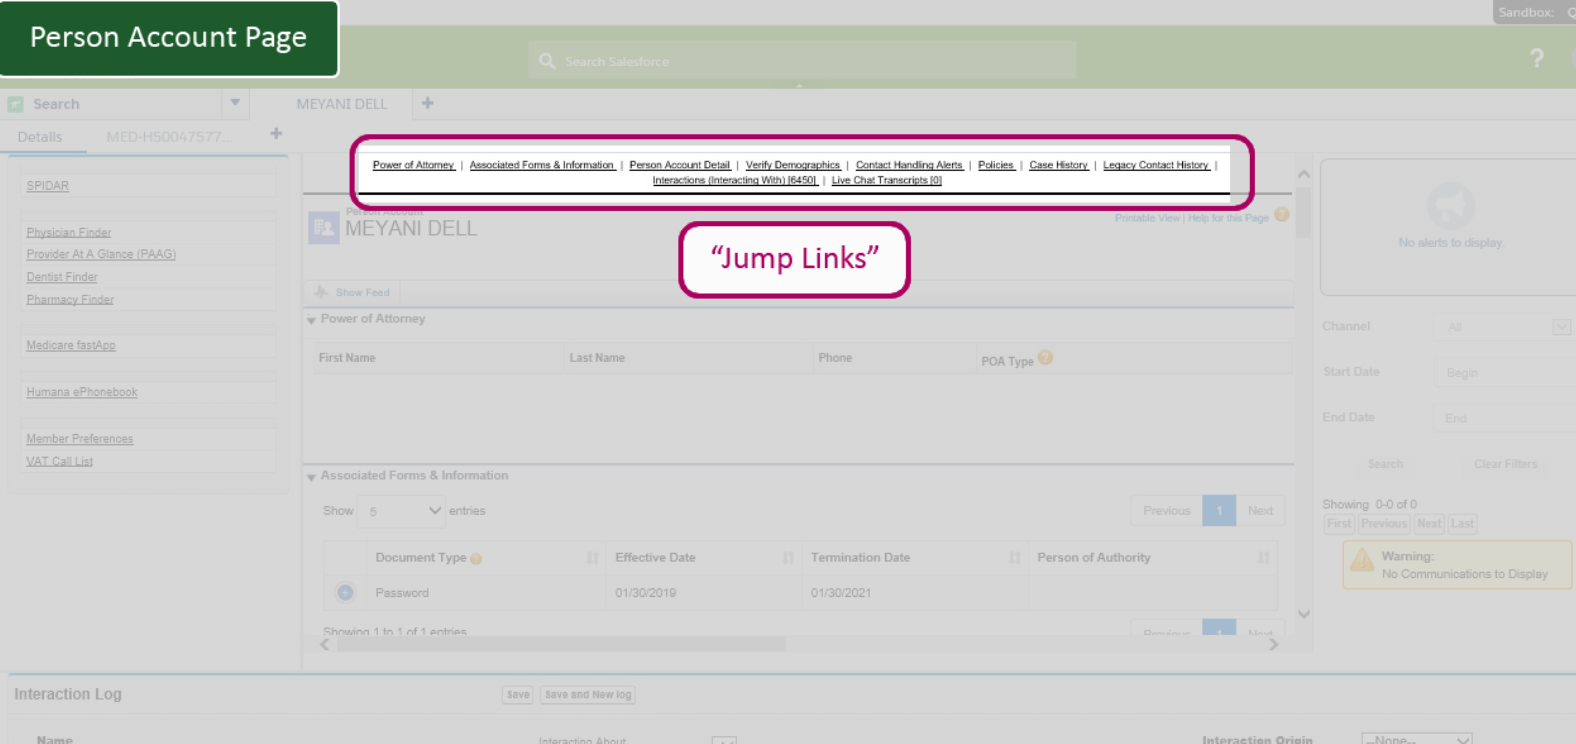 Sandbox: Q
Person Account Page
Search Salesforce
?
Search
MEYANI DELL
Details
MED-H50047577...
Power of Attorney | Associated Forms & Information | Person Account Detail | Verify Demographics | Contact Handling Alerts | Policies | Case History | Legacy Contact History |
Interactions (Interacting With) [6450] | Live Chat Transcripts [0]
SPIDAR
Physician Finder
Provider At A Glance (PAAG)
Dentist Finder
Pharmacy Finder
Medicare fastApp
Humana ePhonebook
Member Preferences
VAT Call List
Person Account
MEYANI DELL
Printable View | Help for this Page ?
"Jump Links"
Show Feed
Power of Attorney
First Name Last Name Phone POA Type ?
Associated Forms & Information
Show 5 entries
Previous 1 Next
Document Type ? Effective Date Termination Date Person of Authority
Password 01/30/2019 01/30/2021
Showing 1 to 1 of 1 entries
Previous 1 Next
No alerts to display
Channel All
Start Date Begin
End Date End
Search Clear Filters
Showing 0-0 of 0
First Previous Next Last
Warning:
No Communications to Display
Interaction Log
Save Save and New log
Name Interacting About Interaction Origin --None--